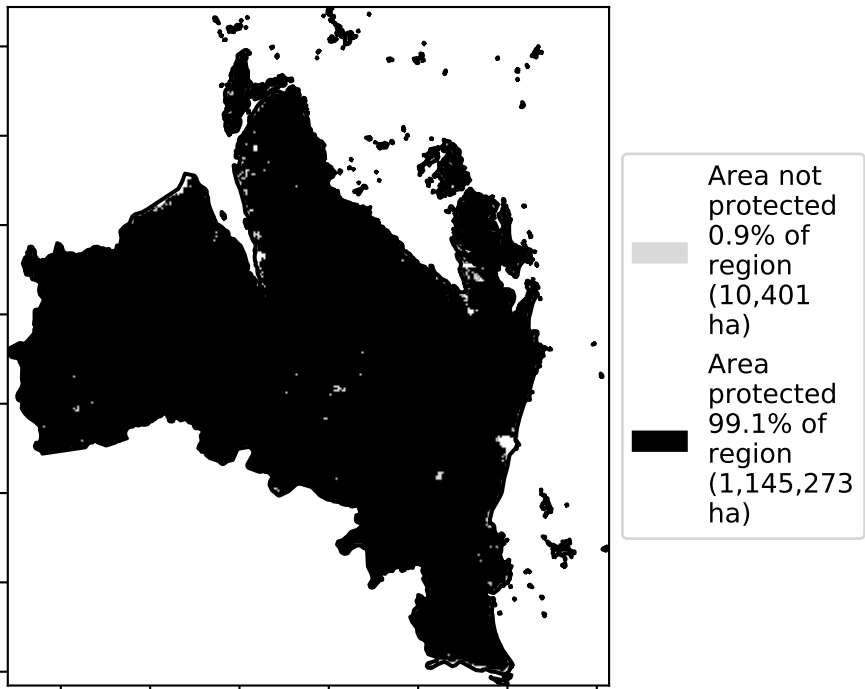 Area not
protected
0.9% of
region
(10,401
ha)
Area
protected
99.1% of
region
(1,145,273
ha)